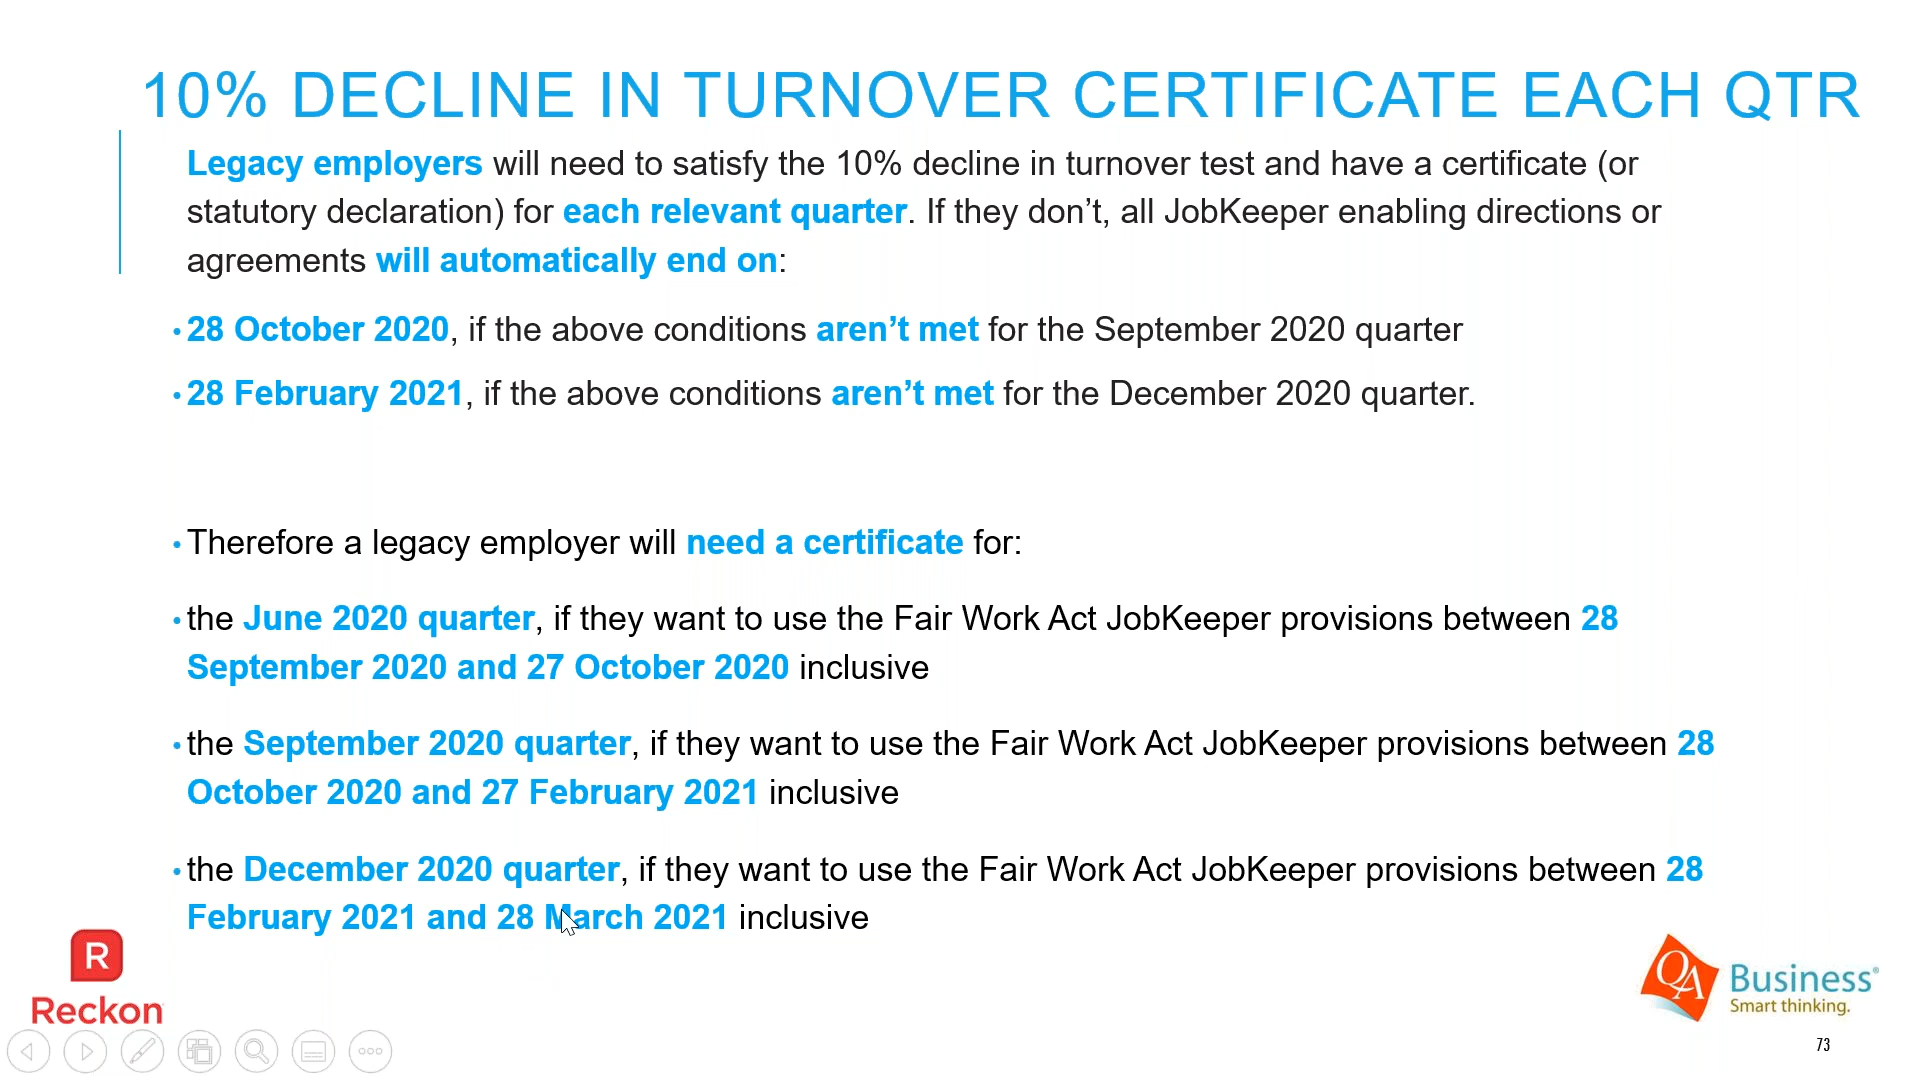 10% DECLINE IN TURNOVER CERTIFICATE EACH QTR
Legacy employers will need to satisfy the 10% decline in turnover test and have a certificate (or
statutory declaration) for each relevant quarter. If they don’t, all JobKeeper enabling directions or
agreements will automatically end on:
• 28 October 2020, if the above conditions aren’t met for the September 2020 quarter
• 28 February 2021, if the above conditions aren’t met for the December 2020 quarter.
• Therefore a legacy employer will need a certificate for:
• the June 2020 quarter, if they want to use the Fair Work Act JobKeeper provisions between 28
September 2020 and 27 October 2020 inclusive
• the September 2020 quarter, if they want to use the Fair Work Act JobKeeper provisions between 28
October 2020 and 27 February 2021 inclusive
• the December 2020 quarter, if they want to use the Fair Work Act JobKeeper provisions between 28
February 2021 and 28 March 2021 inclusive
R
Reckon
QA Business®
Smart thinking.
73